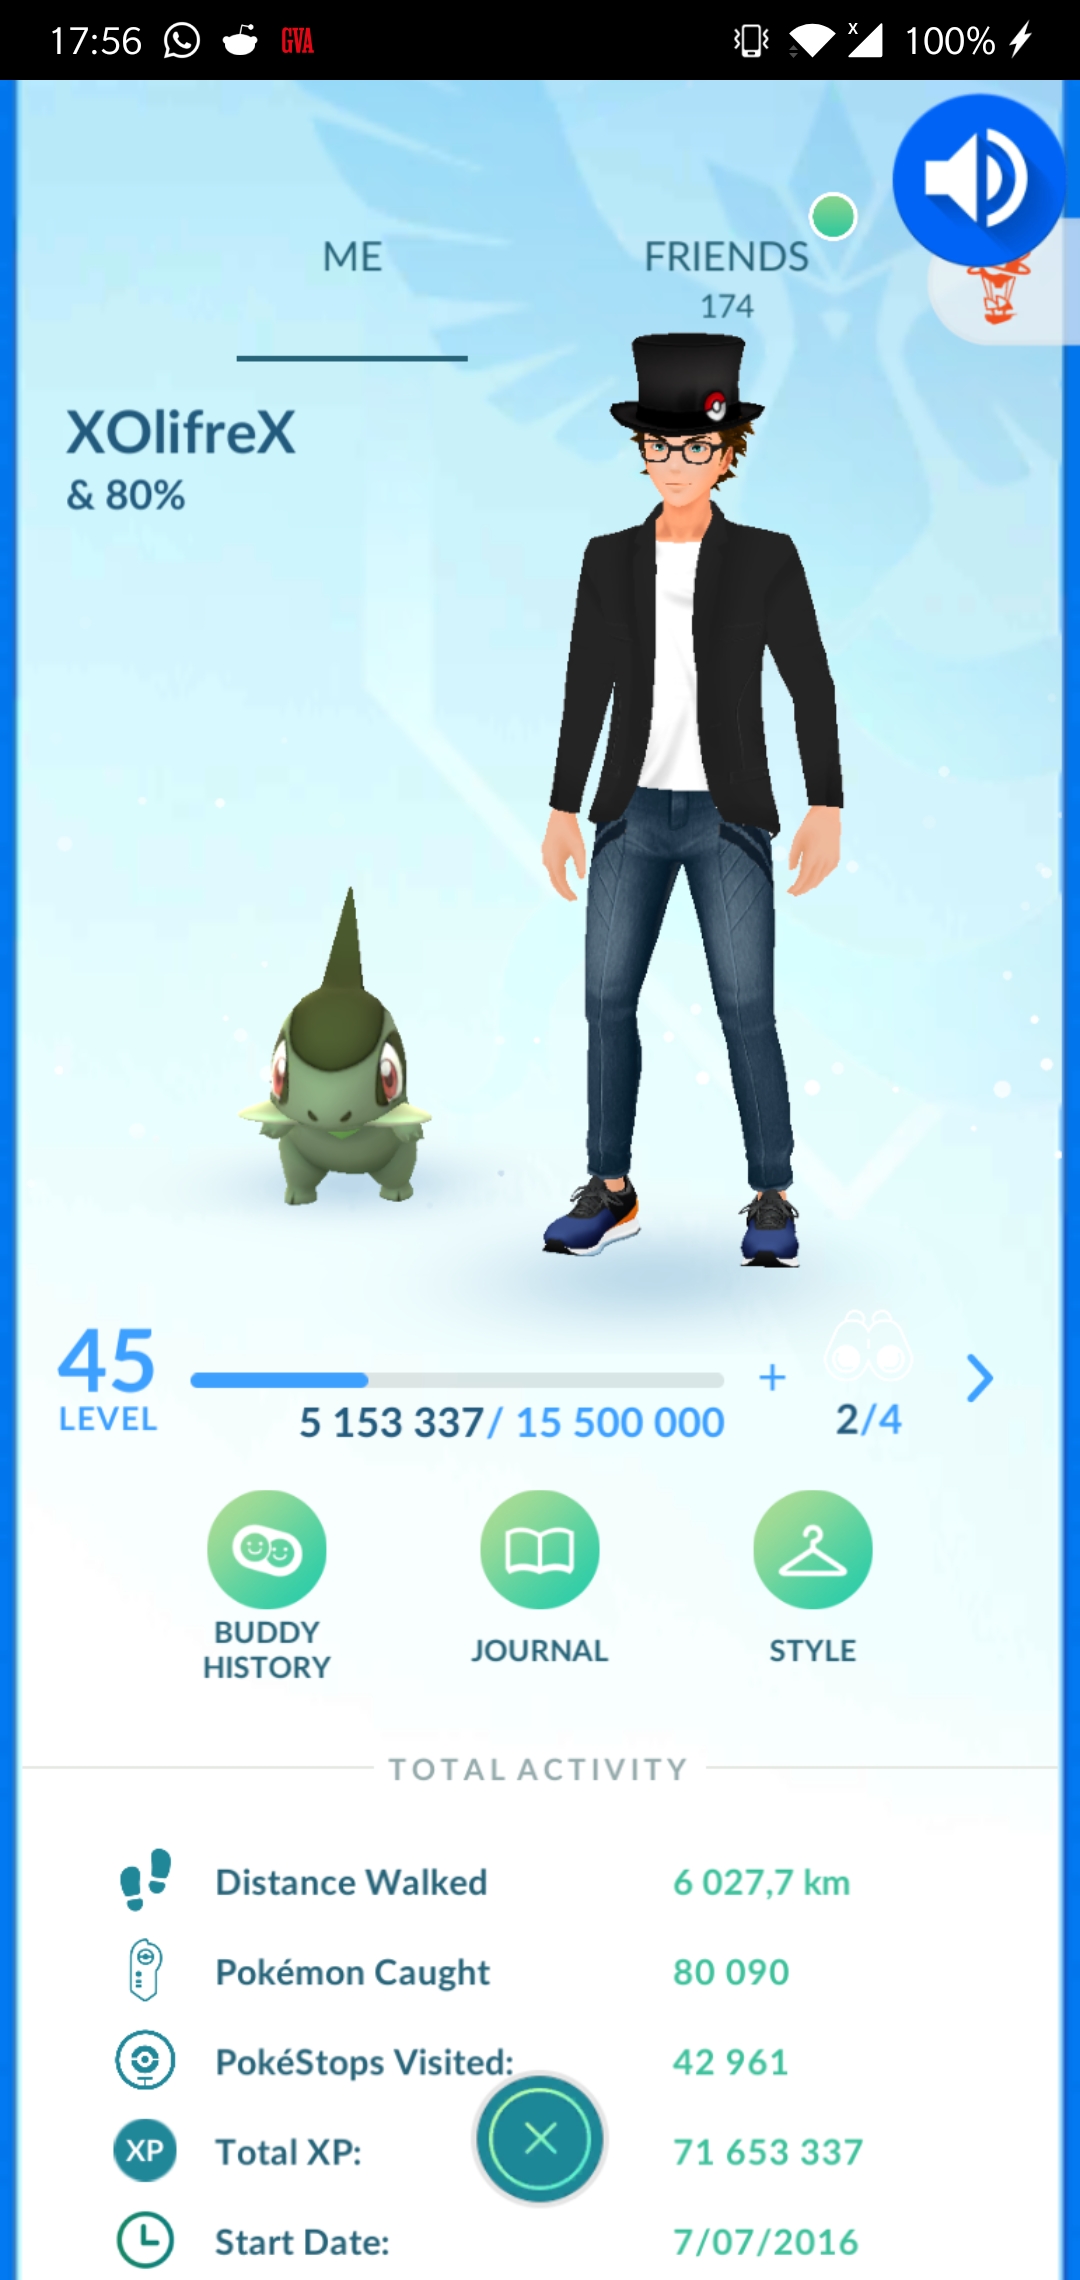 17:56 GVA 100%
ME
FRIENDS
174
XOlifreX
& 80%
45
LEVEL
5 153 337/ 15 500 000
+
2/4
BUDDY
HISTORY
JOURNAL
STYLE
TOTAL ACTIVITY
Distance Walked 6 027,7 km
Pokémon Caught 80 090
PokéStops Visited: 42 961
XP Total XP: 71 653 337
Start Date: 7/07/2016